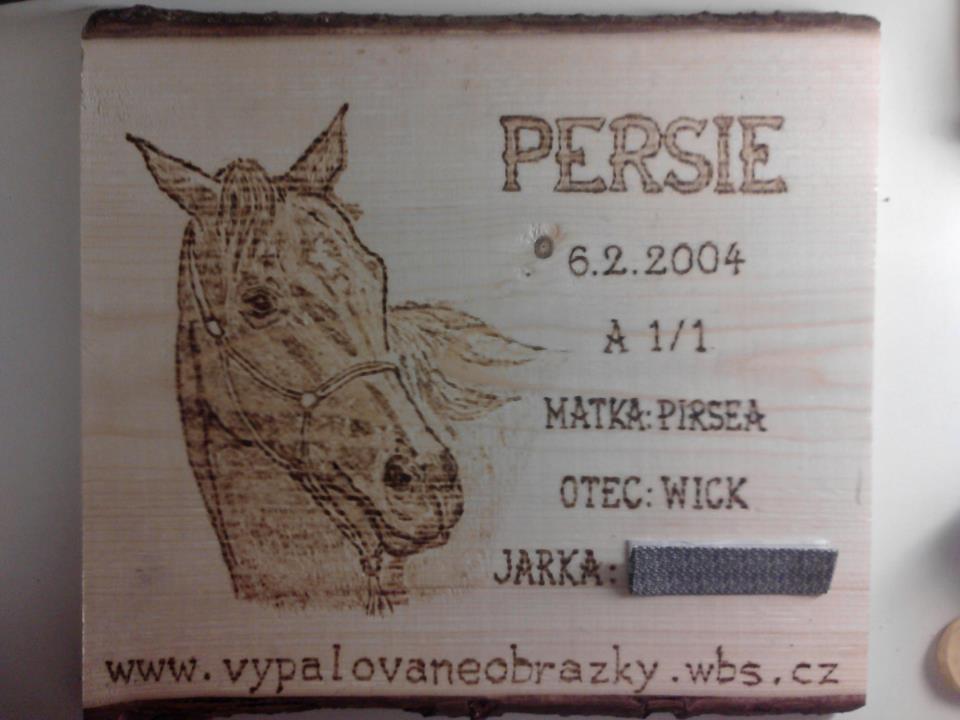 PERSIE
6.2.2004
A 1/1
MATKA: PIRSEA
OTEC: WICK
JARKA:
www.vypalovaneobrazky.wbs.cz